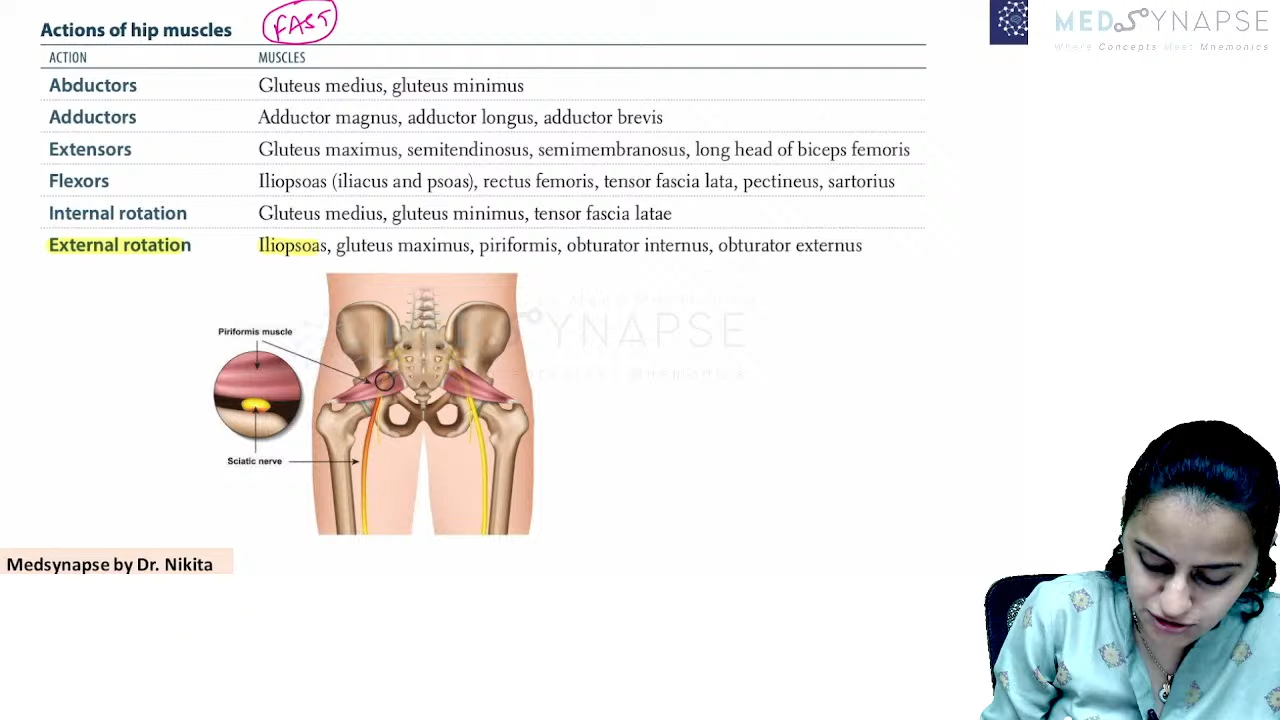 Actions of hip muscles
FAST
MEDSYNAPSE
Where Concepts Meet Mnemonics
ACTION MUSCLES
Abductors Gluteus medius, gluteus minimus
Adductors Adductor magnus, adductor longus, adductor brevis
Extensors Gluteus maximus, semitendinosus, semimembranosus, long head of biceps femoris
Flexors Iliopsoas (iliacus and psoas), rectus femoris, tensor fascia lata, pectineus, sartorius
Internal rotation Gluteus medius, gluteus minimus, tensor fascia latae
External rotation Iliopsoas, gluteus maximus, piriformis, obturator internus, obturator externus
Piriformis muscle
SYNAPSE
Sciatic nerve
Medsynapse by Dr. Nikita